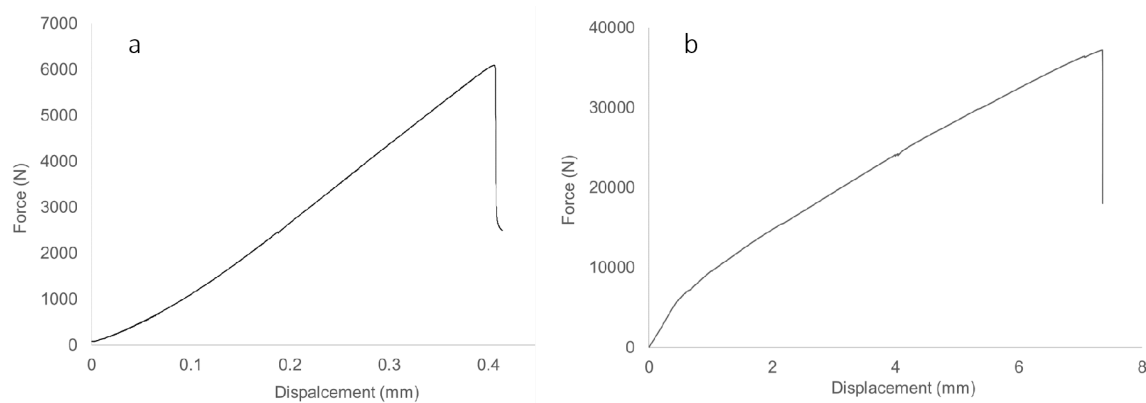 a
7000
6000
5000
4000
3000
2000
1000
0
Force (N)
0 0.1 0.2 0.3 0.4
Dispalcement (mm)
b
40000
30000
20000
10000
0
Force (N)
0 2 4 6 8
Displacement (mm)